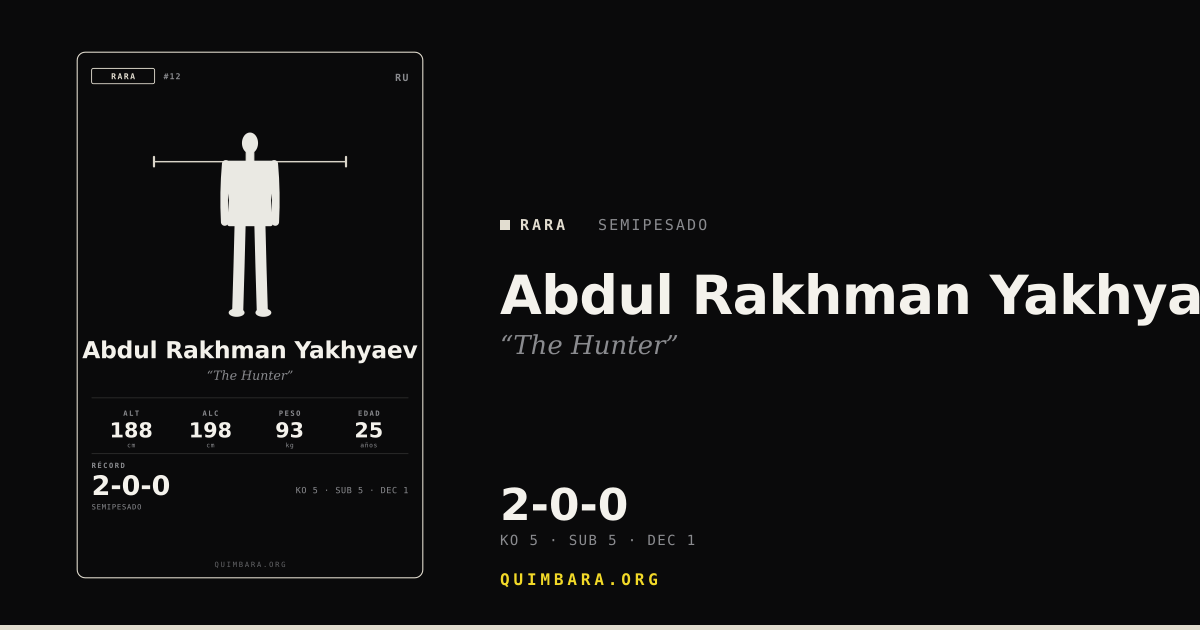 RARA #12 RU
Abdul Rakhman Yakhyaev
“The Hunter”
ALT ALC PESO EDAD
188 198 93 25
cm cm kg años
RÉCORD
2-0-0 KO 5 · SUB 5 · DEC 1
SEMIPESADO
QUIMBARA.ORG
RARA SEMIPESADO
Abdul Rakhman Yakhya
“The Hunter”
2-0-0
KO 5 · SUB 5 · DEC 1
QUIMBARA.ORG